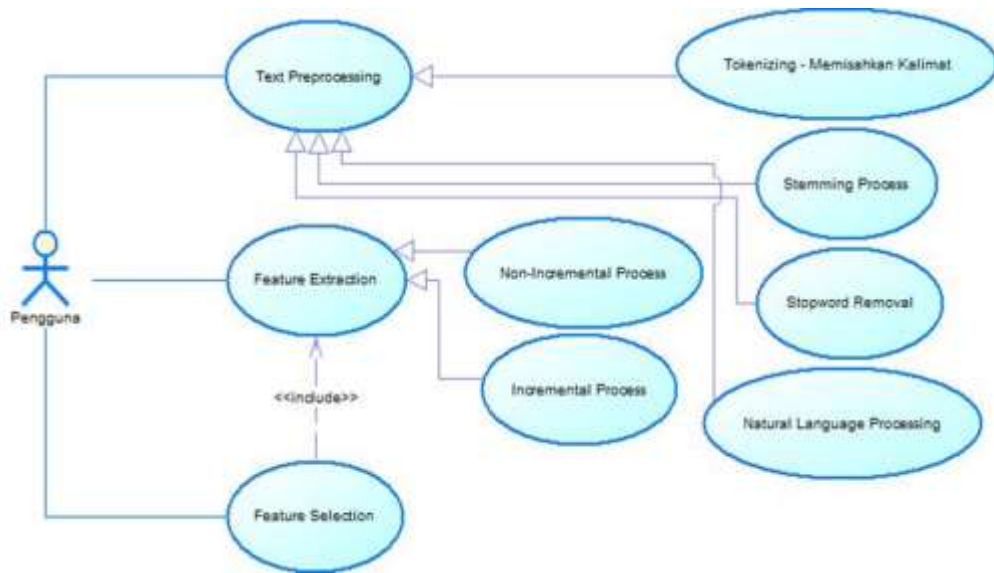 Text Preprocessing
Tokenizing - Memisahkan Kalimat
Stemming Process
Non-Incremental Process
Feature Extraction
Stopword Removal
Pengguna
Incremental Process
<<include>>
Natural Language Processing
Feature Selection